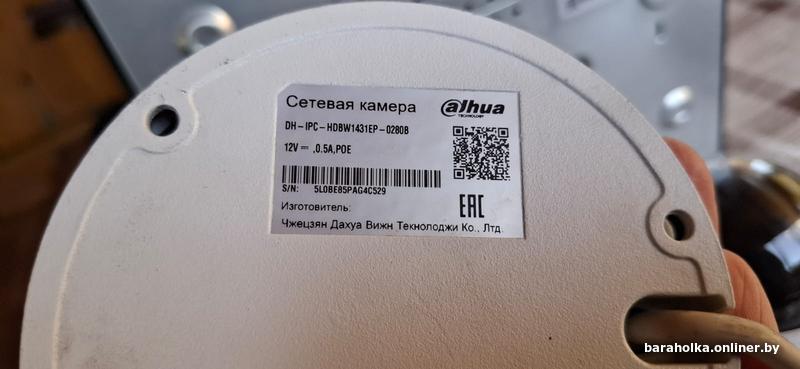 Сетевая камера
alhua
TECHNOLOGY
DH-IPC-HDBW1431EP-0280B
12V⎓,0.5A,POE
S/N: 5L0BE85PAG4C529
Изготовитель:
EAC
Чжецзян Дахуа Вижн Текнолоджи Ко., Лтд.
baraholka.onliner.by